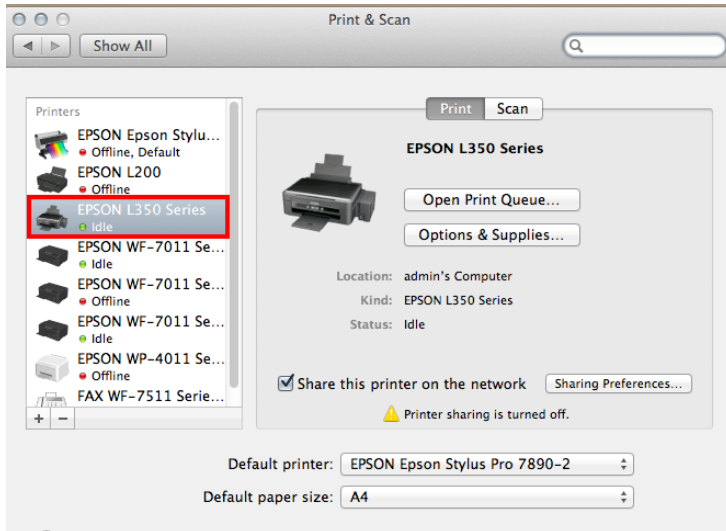 Print & Scan
Show All
Printers
EPSON Epson Stylu...
Offline, Default
EPSON L200
Offline
EPSON L350 Series
Idle
EPSON WF-7011 Se...
Idle
EPSON WF-7011 Se...
Offline
EPSON WF-7011 Se...
Idle
EPSON WP-4011 Se...
Offline
FAX WF-7511 Serie...
+ −
Print Scan
EPSON L350 Series
Open Print Queue...
Options & Supplies...
Location: admin's Computer
Kind: EPSON L350 Series
Status: Idle
Share this printer on the network Sharing Preferences...
Printer sharing is turned off.
Default printer: EPSON Epson Stylus Pro 7890-2
Default paper size: A4